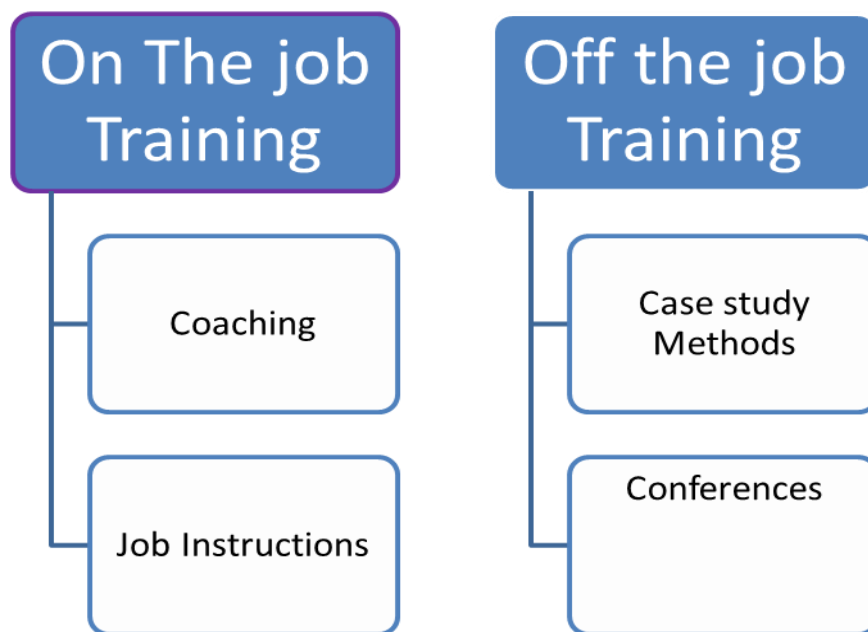 On The job
Training
Coaching
Job Instructions
Off the job
Training
Case study
Methods
Conferences